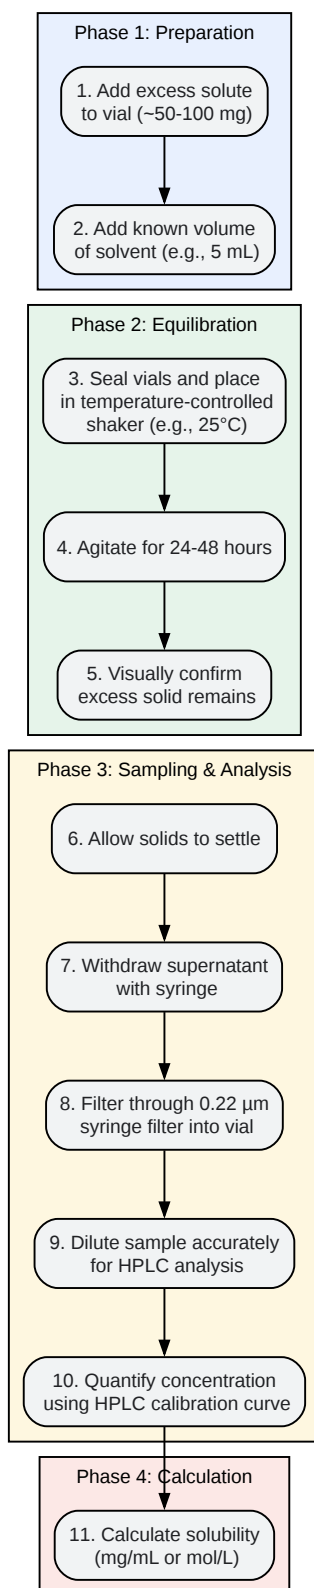 Phase 1: Preparation
1. Add excess solute
to vial (~50-100 mg)
2. Add known volume
of solvent (e.g., 5 mL)
Phase 2: Equilibration
3. Seal vials and place
in temperature-controlled
shaker (e.g., 25°C)
4. Agitate for 24-48 hours
5. Visually confirm
excess solid remains
Phase 3: Sampling & Analysis
6. Allow solids to settle
7. Withdraw supernatant
with syringe
8. Filter through 0.22 µm
syringe filter into vial
9. Dilute sample accurately
for HPLC analysis
10. Quantify concentration
using HPLC calibration curve
Phase 4: Calculation
11. Calculate solubility
(mg/mL or mol/L)